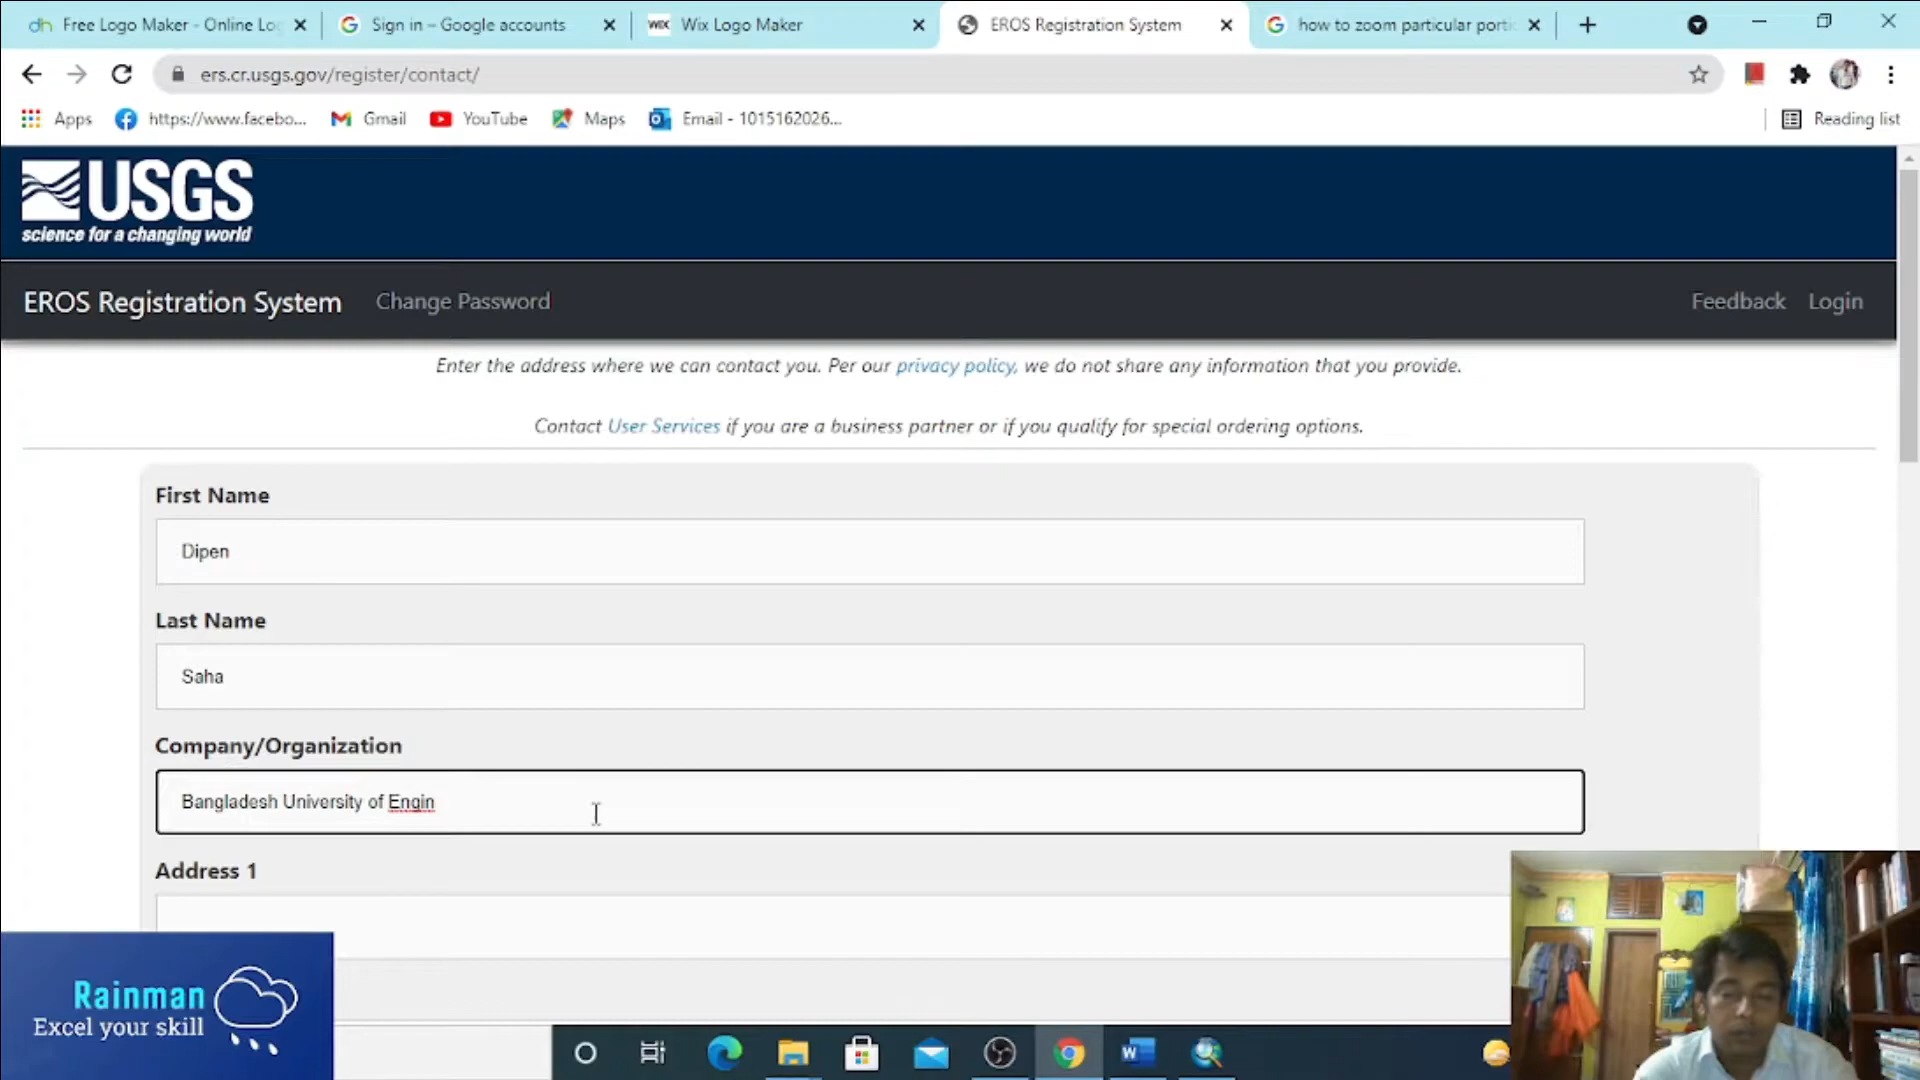 dh Free Logo Maker - Online Lo
Sign in – Google accounts
WIX Wix Logo Maker
EROS Registration System
how to zoom particular porti
ers.cr.usgs.gov/register/contact/
Apps
https://www.facebo...
Gmail
YouTube
Maps
Email - 1015162026...
Reading list
USGS
science for a changing world
EROS Registration System
Change Password
Feedback
Login
Enter the address where we can contact you. Per our privacy policy, we do not share any information that you provide.
Contact User Services if you are a business partner or if you qualify for special ordering options.
First Name
Dipen
Last Name
Saha
Company/Organization
Bangladesh University of Engin
Address 1
Rainman
Excel your skill